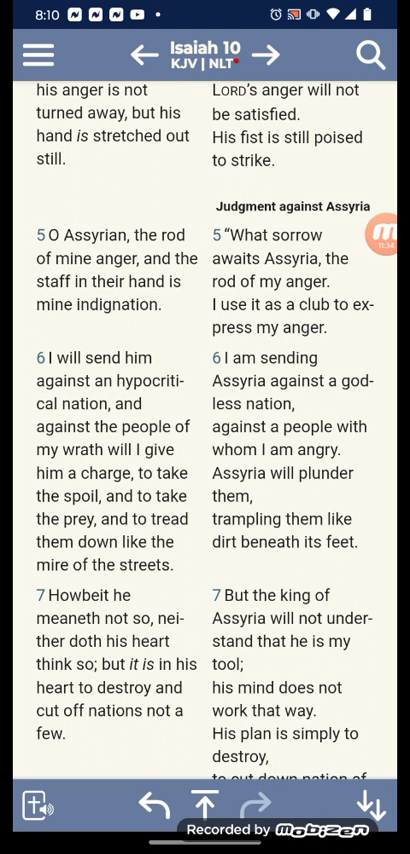 8:10
Isaiah 10
KJV | NLT
his anger is not
turned away, but his
hand is stretched out
still.
5 O Assyrian, the rod
of mine anger, and the
staff in their hand is
mine indignation.
6 I will send him
against an hypocriti-
cal nation, and
against the people of
my wrath will I give
him a charge, to take
the spoil, and to take
the prey, and to tread
them down like the
mire of the streets.
7 Howbeit he
meaneth not so, nei-
ther doth his heart
think so; but it is in his
heart to destroy and
cut off nations not a
few.
LORD's anger will not
be satisfied.
His fist is still poised
to strike.
Judgment against Assyria
5 “What sorrow
awaits Assyria, the
rod of my anger.
I use it as a club to ex-
press my anger.
6 I am sending
Assyria against a god-
less nation,
against a people with
whom I am angry.
Assyria will plunder
them,
trampling them like
dirt beneath its feet.
7 But the king of
Assyria will not under-
stand that he is my
tool;
his mind does not
work that way.
His plan is simply to
destroy,
to cut down nation af
11:34
Recorded by mobizen